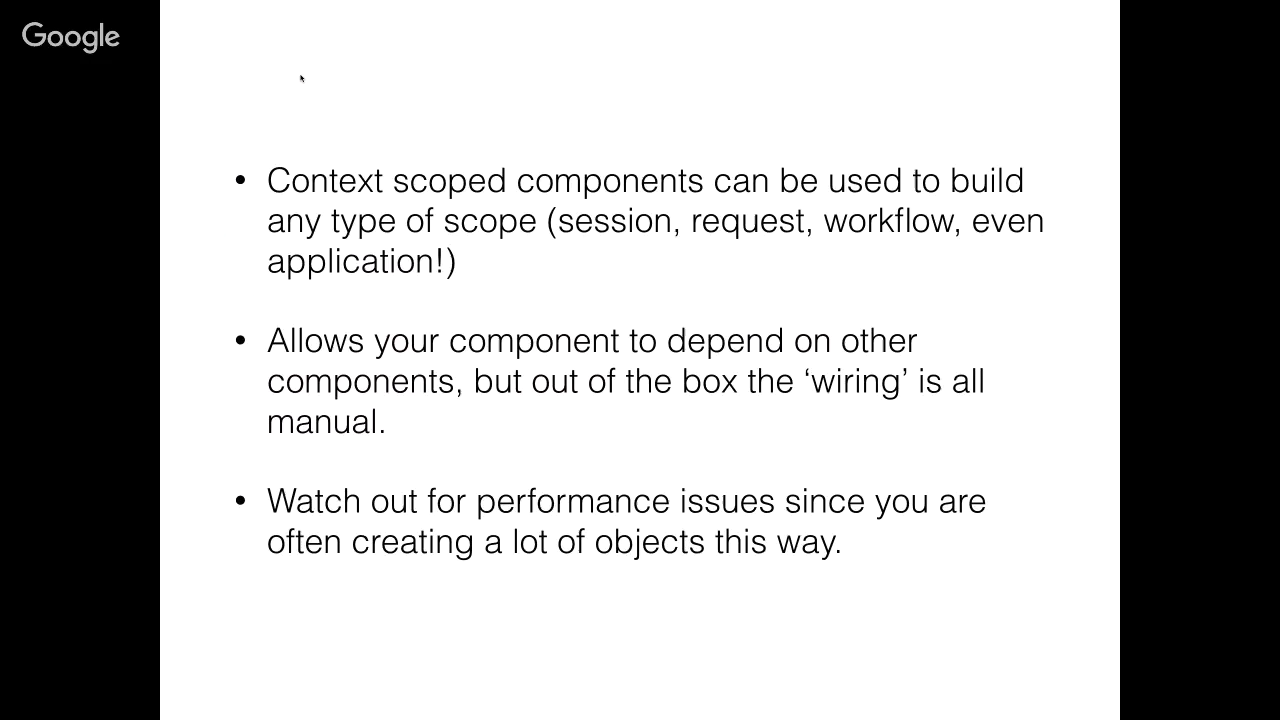 Google
• Context scoped components can be used to build
any type of scope (session, request, workflow, even
application!)
• Allows your component to depend on other
components, but out of the box the ‘wiring’ is all
manual.
• Watch out for performance issues since you are
often creating a lot of objects this way.